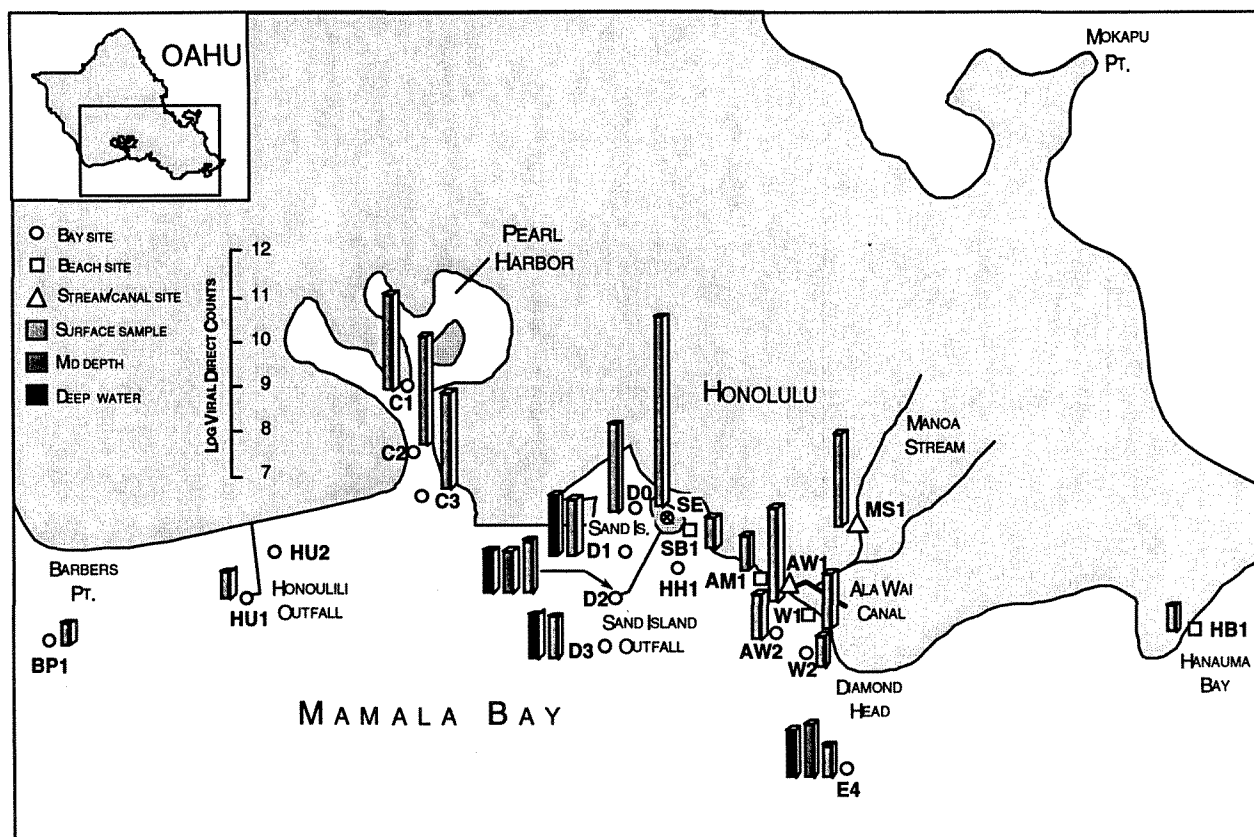 OAHU
MOKAPU
PT.
BAY SITE
BEACH SITE
STREAM/CANAL SITE
SURFACE SAMPLE
MID DEPTH
DEEP WATER
LOG VIRAL DIRECT COUNTS
12
11
10
9
8
7
PEARL
HARBOR
C1
C2
C3
HONOLULU
MANOA
STREAM
MS1
D0
SE
SAND IS.
D1
SB1
HH1
AM1
AW1
ALA WAI
CANAL
W1
AW2
W2
HU2
HONOULILI
OUTFALL
HU1
BARBERS
PT.
BP1
D2
SAND ISLAND
OUTFALL
D3
DIAMOND
HEAD
HB1
HANAUMA
BAY
MAMALA BAY
E4